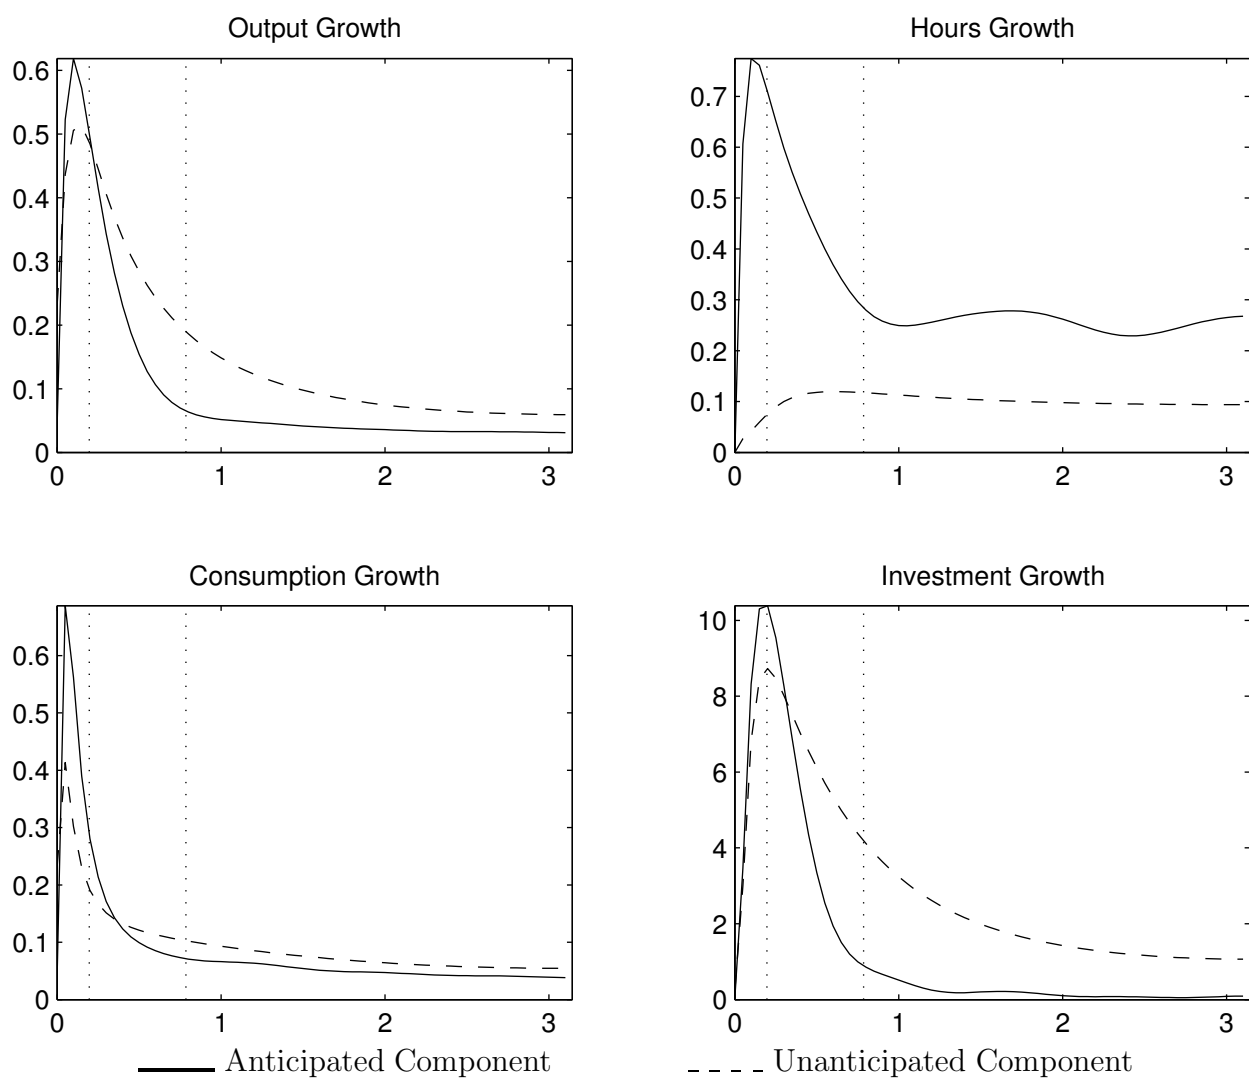 Output Growth
0.6
0.5
0.4
0.3
0.2
0.1
0
0 1 2 3
Hours Growth
0.7
0.6
0.5
0.4
0.3
0.2
0.1
0
0 1 2 3
Consumption Growth
0.6
0.5
0.4
0.3
0.2
0.1
0
0 1 2 3
Investment Growth
10
8
6
4
2
0
0 1 2 3
Anticipated Component
Unanticipated Component